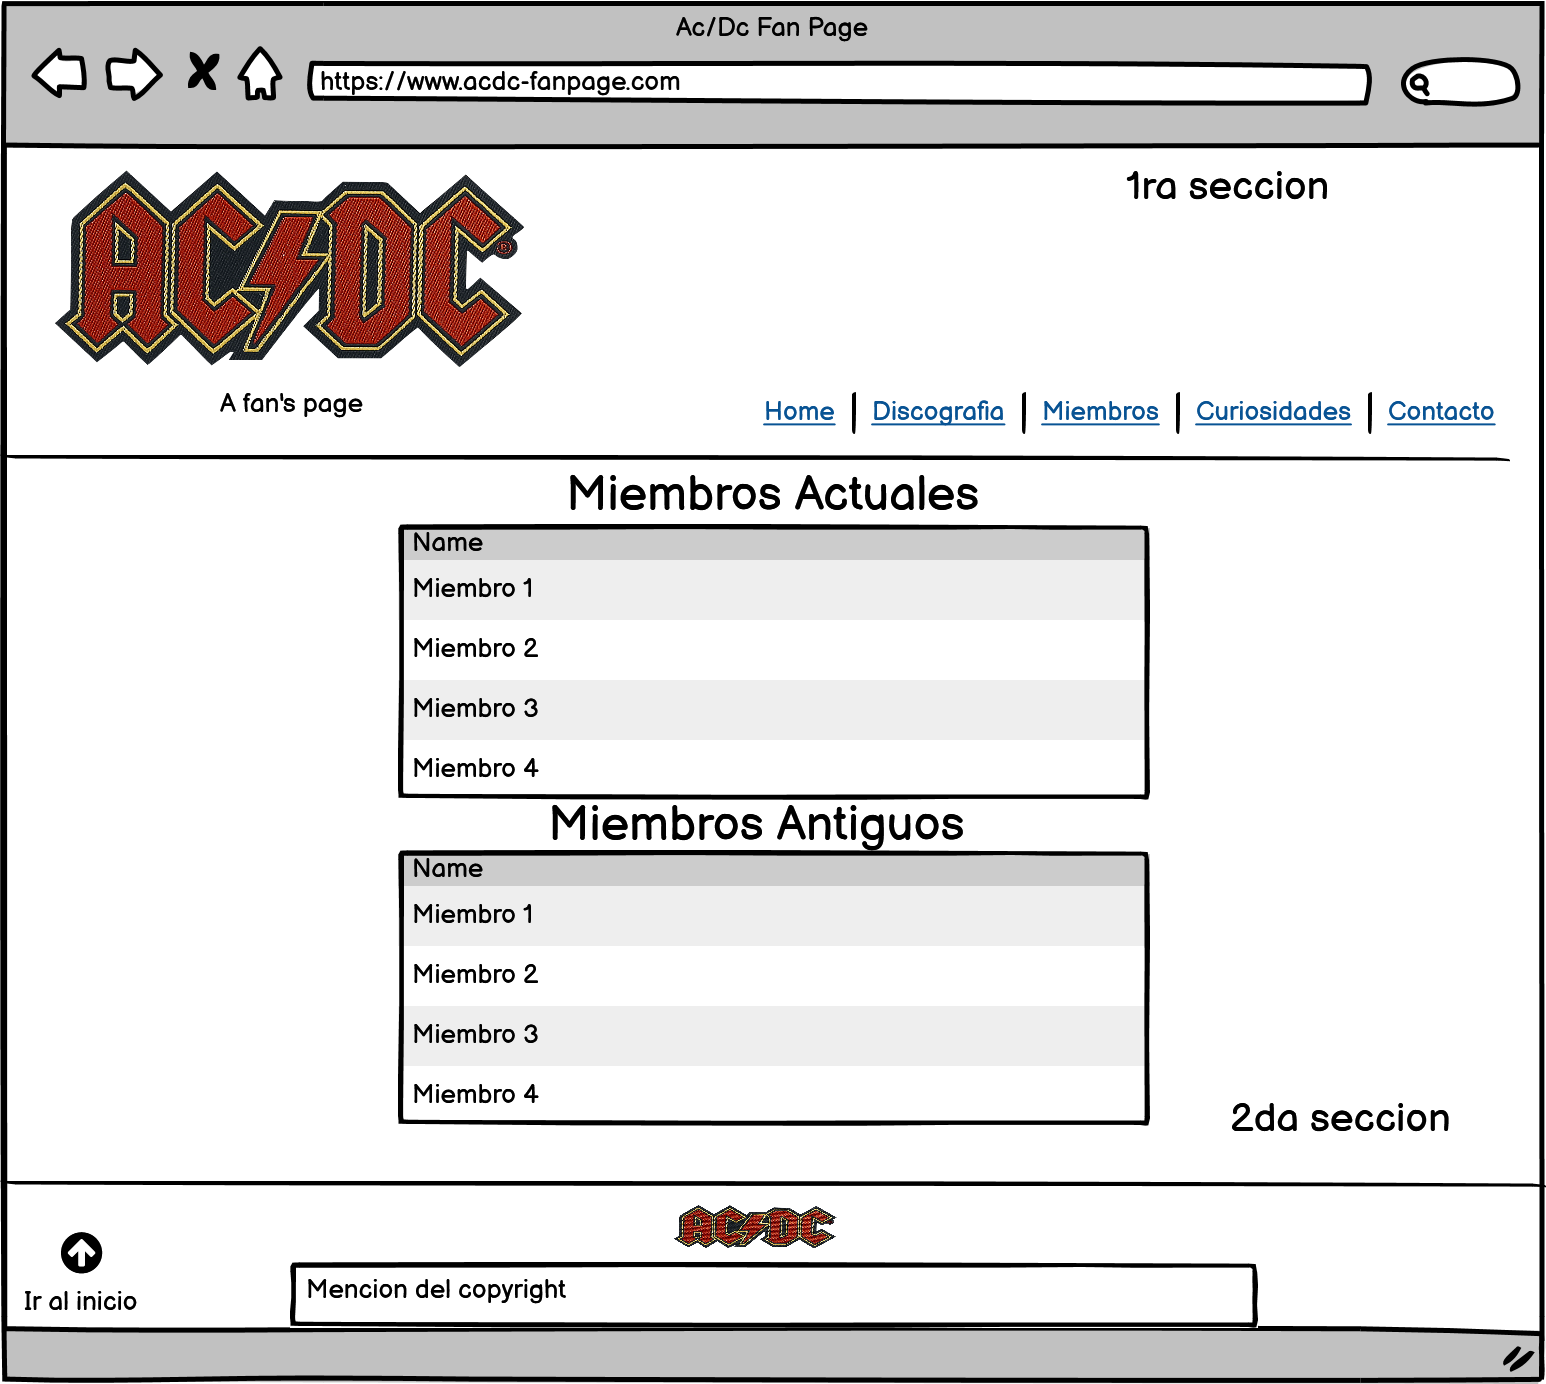 Ac/Dc Fan Page
https://www.acdc-fanpage.com
1ra seccion
AC DC ®
A fan's page
Home Discografia Miembros Curiosidades Contacto
Miembros Actuales
Name
Miembro 1
Miembro 2
Miembro 3
Miembro 4
Miembros Antiguos
Name
Miembro 1
Miembro 2
Miembro 3
Miembro 4
2da seccion
AC DC
Mencion del copyright
Ir al inicio